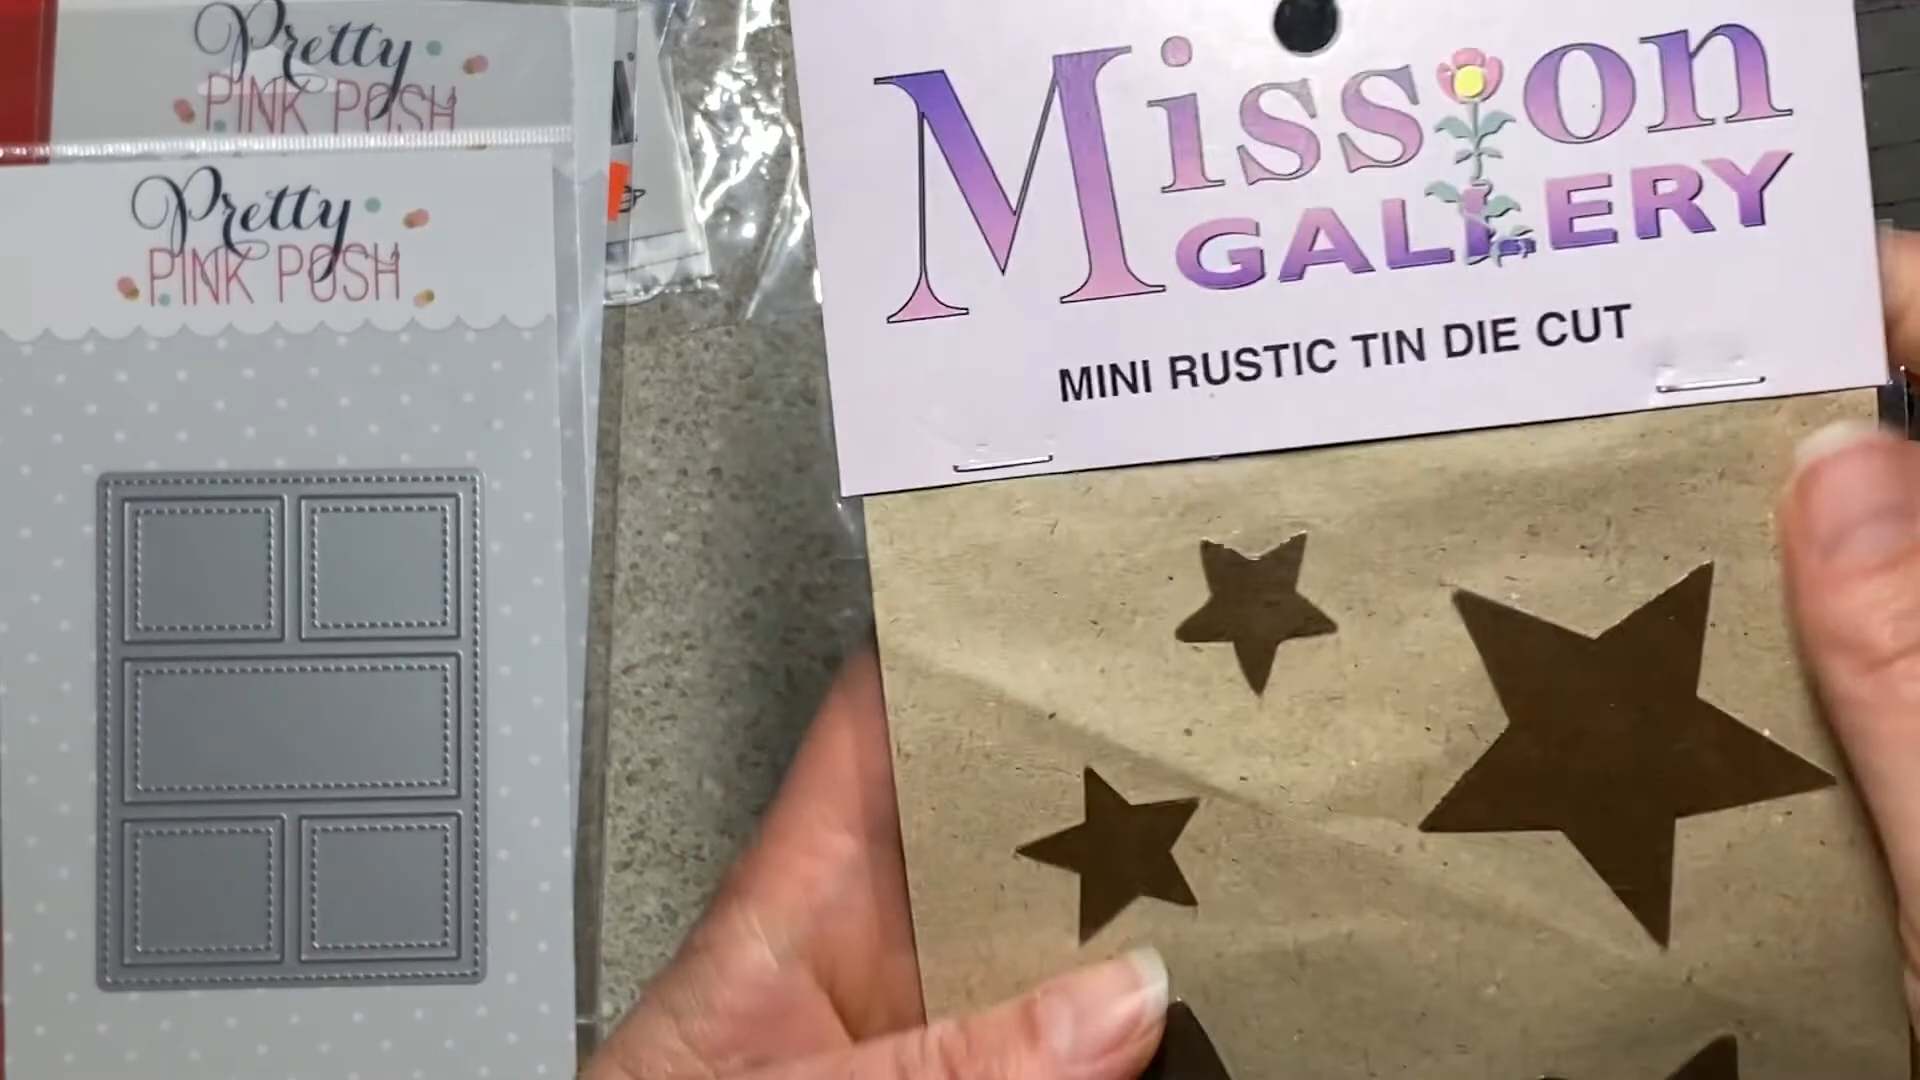 Pretty
PINK POSH
Pretty
PINK POSH
Mission
GALLERY
MINI RUSTIC TIN DIE CUT